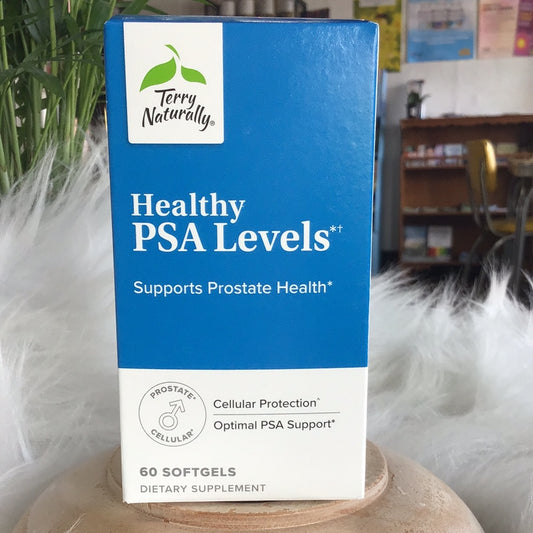 Terry
Naturally®
Healthy
PSA Levels*†
Supports Prostate Health*
PROSTATE*
CELLULAR^
Cellular Protection^
Optimal PSA Support*
60 SOFTGELS
DIETARY SUPPLEMENT